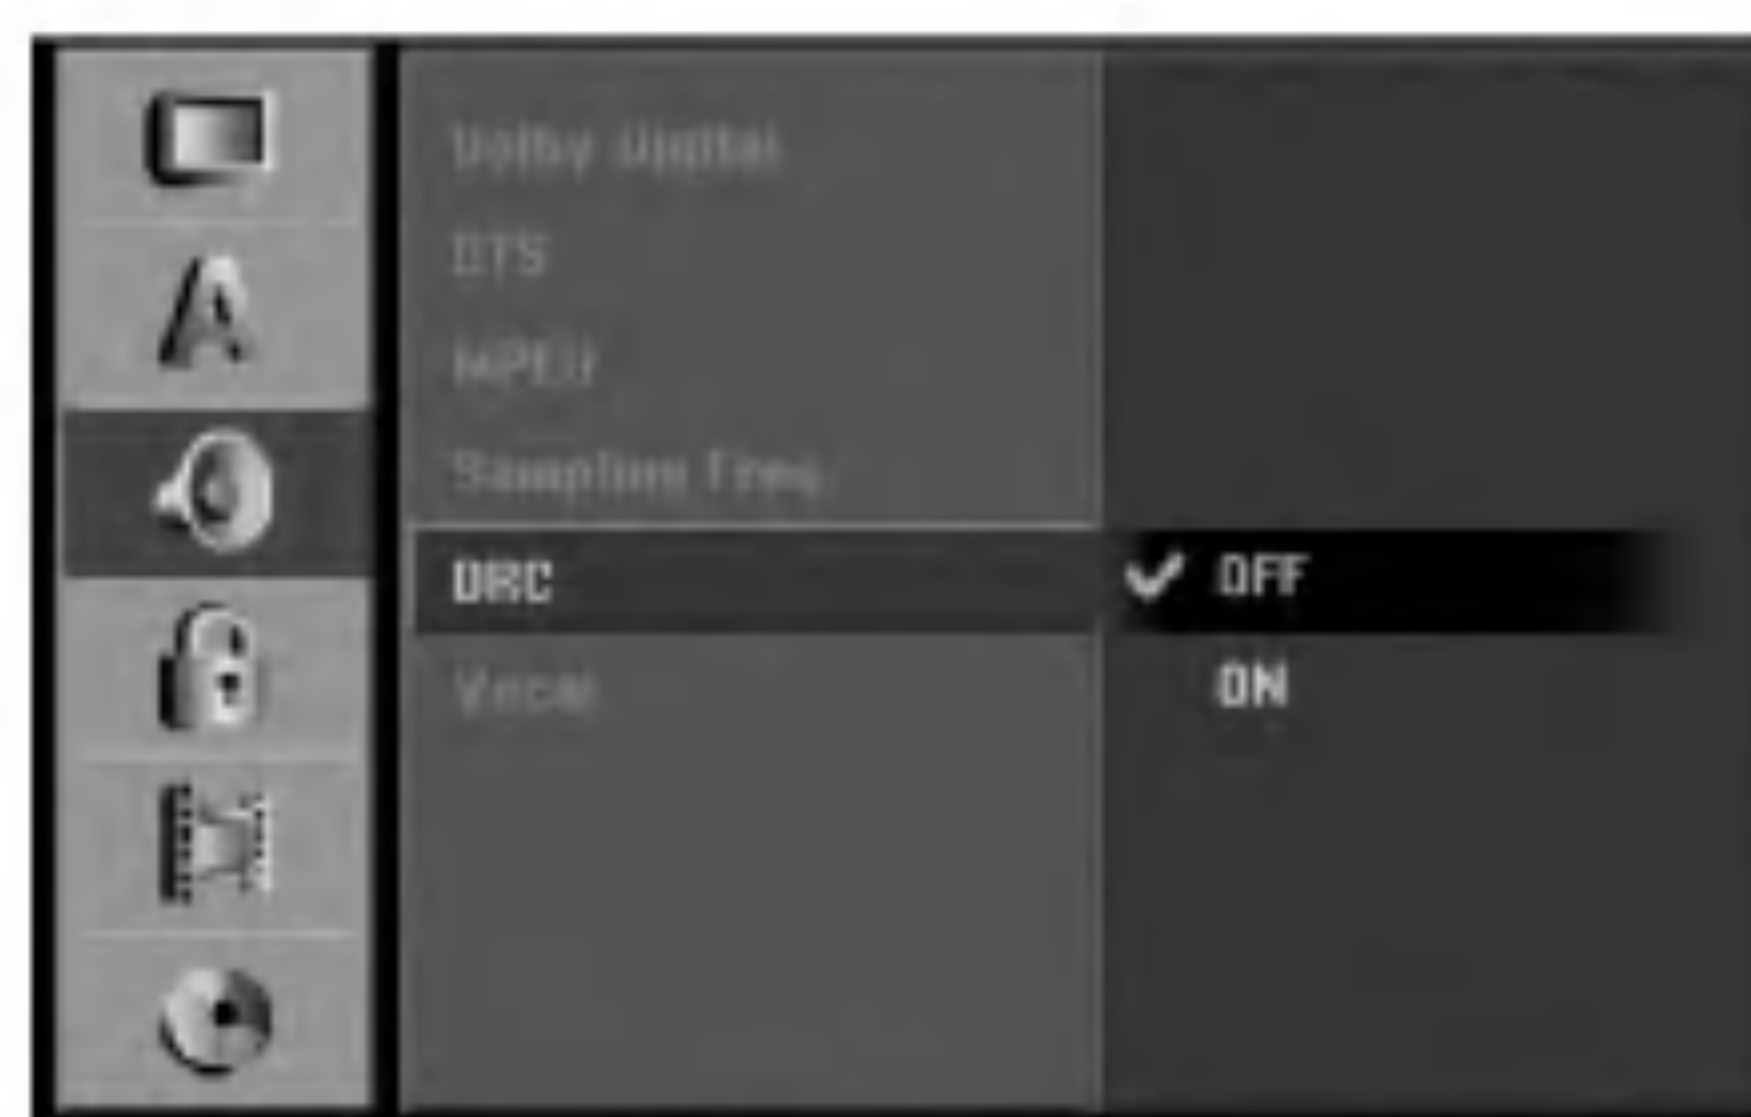 A
Dolby Digital
DTS
MPEG
Sampling Freq.
DRC
OFF
ON
Vocal